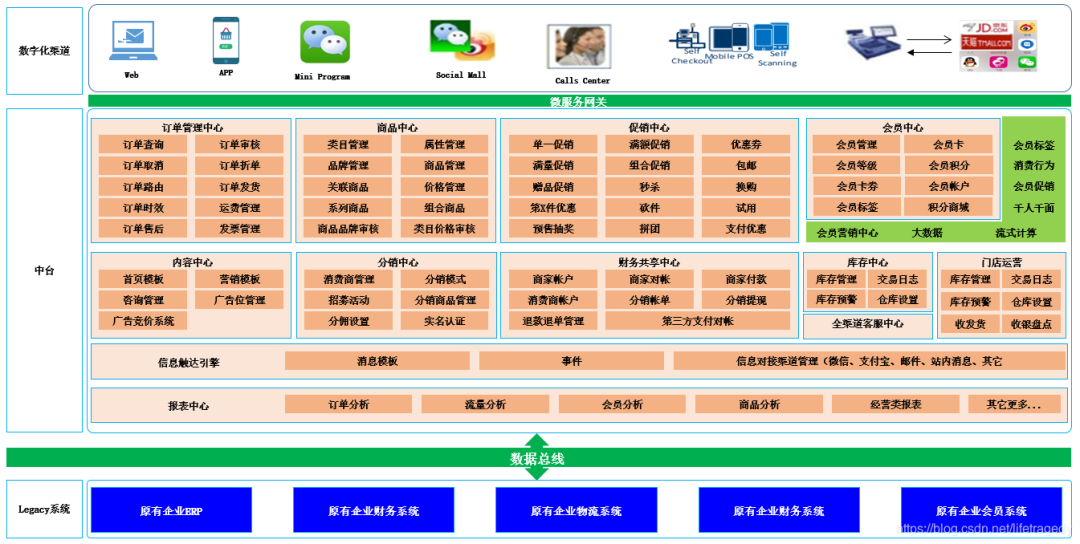 数字化渠道
Web
APP
Mini Program
Social Mall
Calls Center
Self Checkout
Mobile POS
Self Scanning
JD 京东
天猫 TMALL.COM
微服务网关
中台
订单管理中心
订单查询 订单审核
订单取消 订单折单
订单路由 订单发货
订单时效 运费管理
订单售后 发票管理
商品中心
类目管理 属性管理
品牌管理 商品管理
关联商品 价格管理
系列商品 组合商品
商品品牌审核 类目价格审核
促销中心
单一促销 满额促销 优惠券
满量促销 组合促销 包邮
赠品促销 秒杀 换购
第X件优惠 砍件 试用
预售抽奖 拼团 支付优惠
会员中心
会员管理 会员卡
会员等级 会员积分
会员卡券 会员帐户
会员标签 积分商城
会员标签
消费行为
会员促销
千人千面
会员营销中心 大数据 流式计算
内容中心
首页模板 营销模板
咨询管理 广告位管理
广告竞价系统
分销中心
消费商管理 分销模式
招募活动 分销商品管理
分佣设置 实名认证
财务共享中心
商家帐户 商家对帐 商家付款
消费商帐户 分销帐单 分销提现
退款退单管理 第三方支付对帐
库存中心
库存管理 交易日志
库存预警 仓库设置
全渠道客服中心
门店运营
库存管理 交易日志
库存预警 仓库设置
收发货 收银盘点
信息触达引擎 消息模板 事件 信息对接渠道管理（微信、支付宝、邮件、站内消息、其它
报表中心 订单分析 流量分析 会员分析 商品分析 经营类报表 其它更多...
数据总线
Legacy系统
原有企业ERP 原有企业财务系统 原有企业物流系统 原有企业财务系统 原有企业会员系统
https://blog.csdn.net/lifetragedy